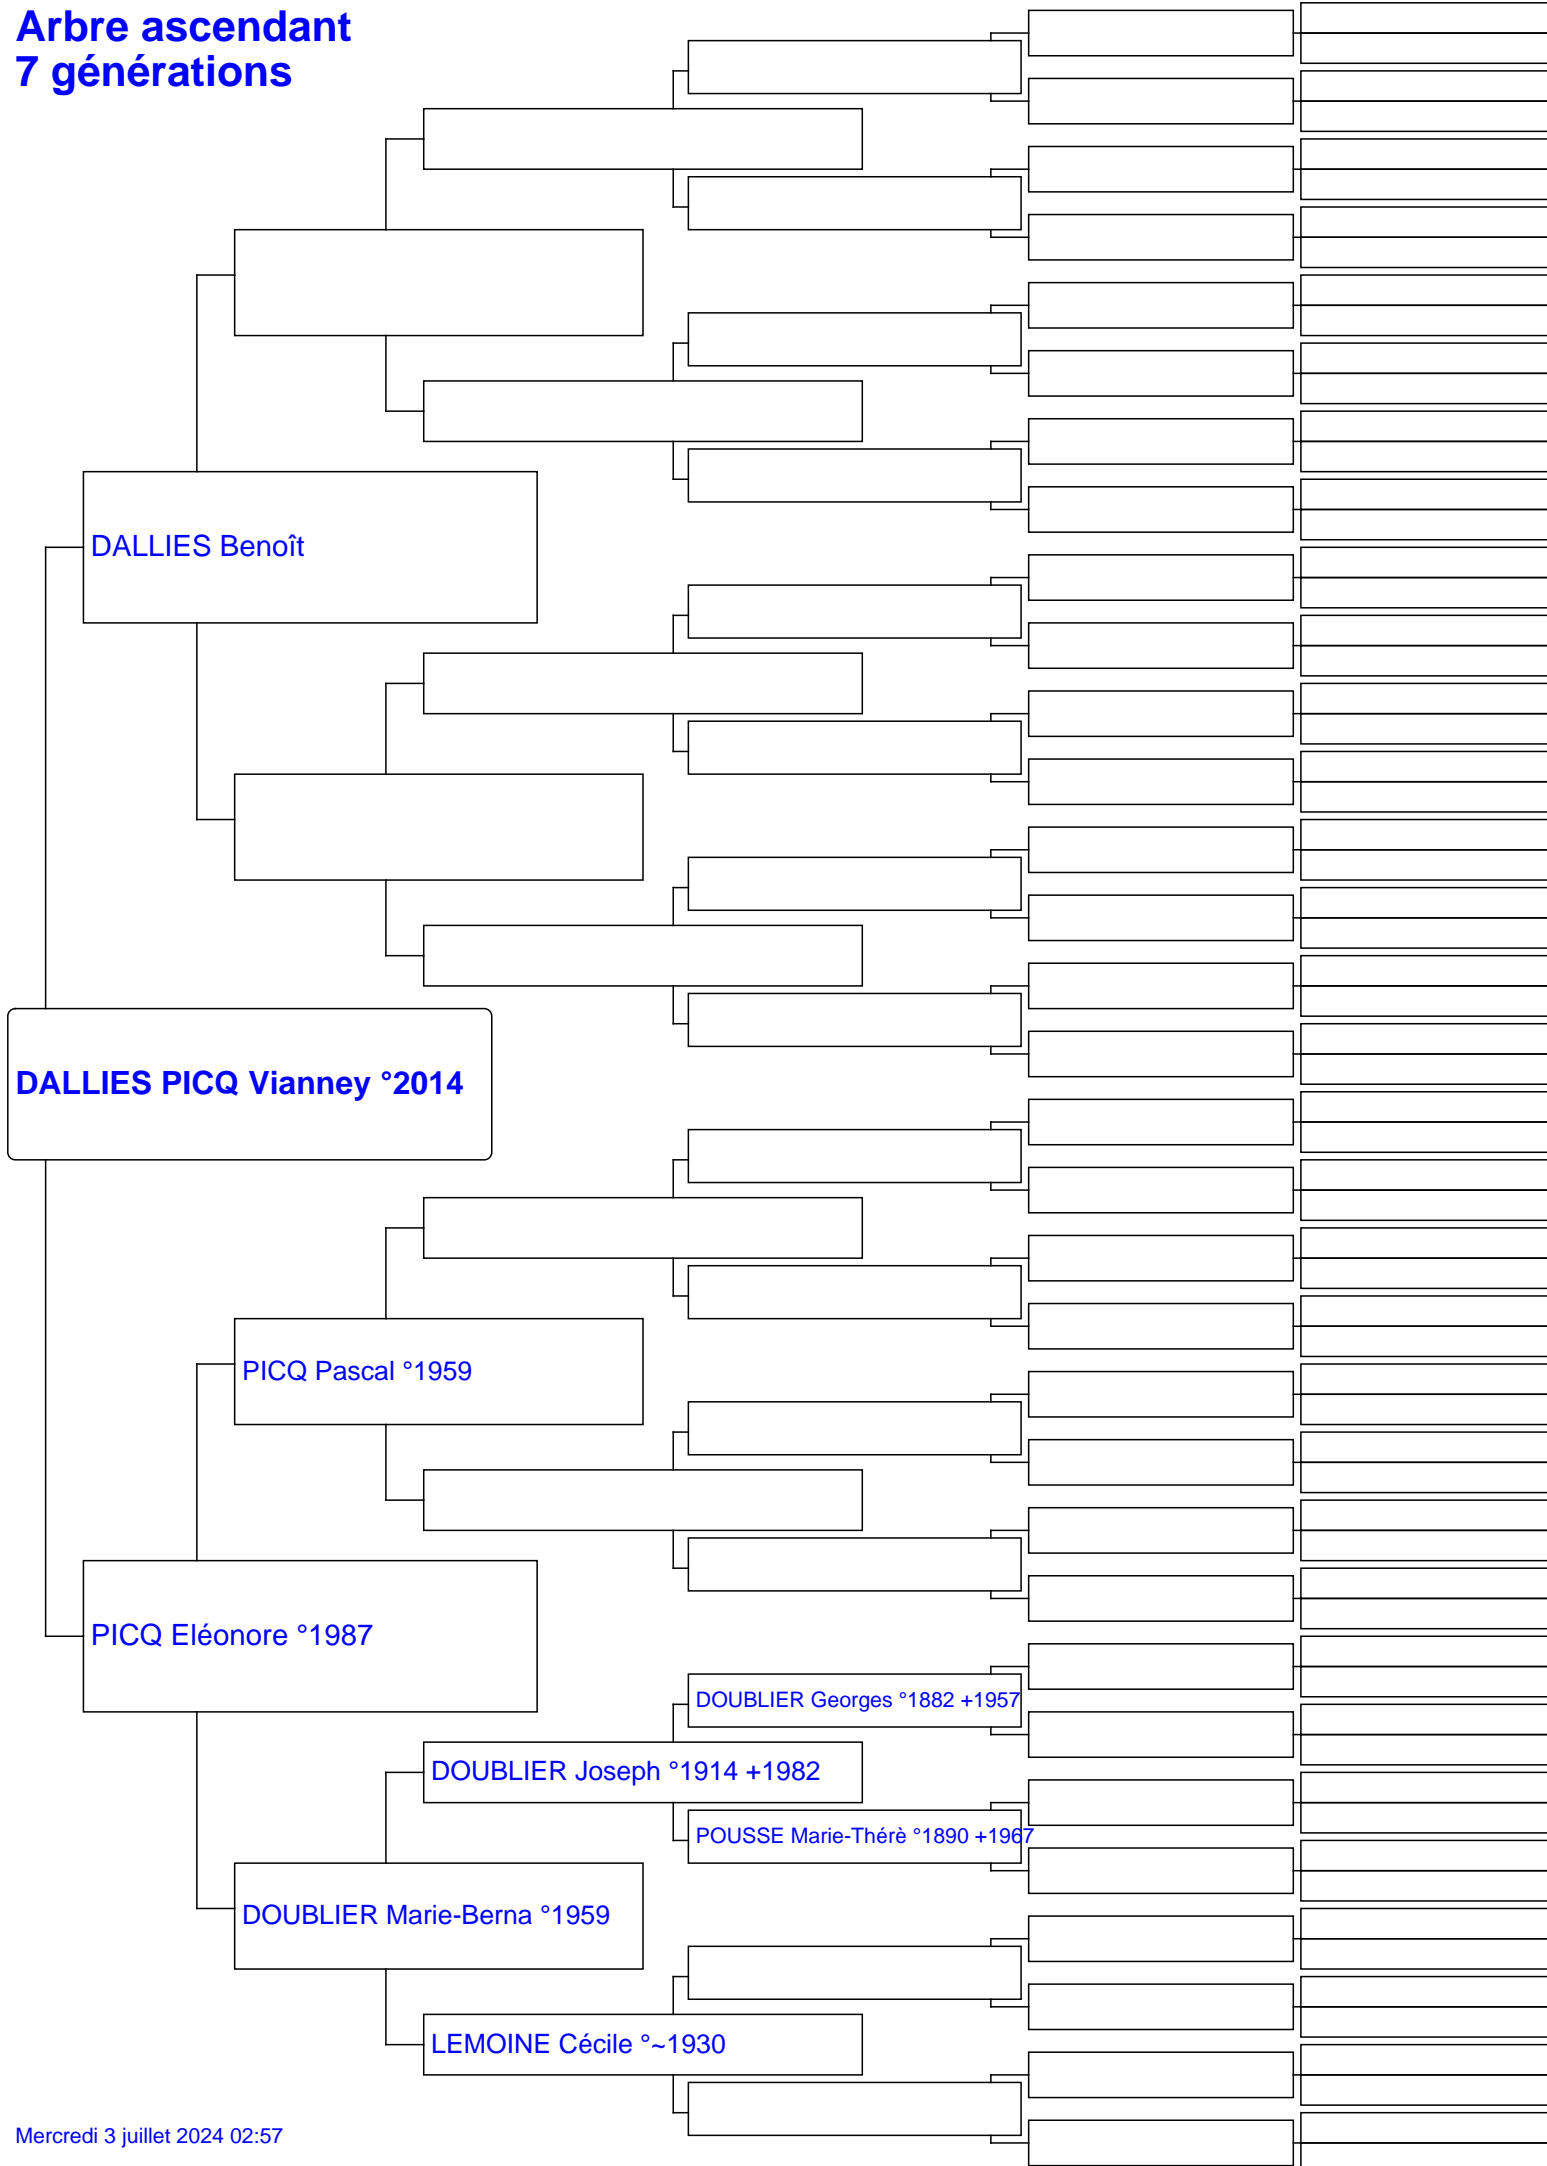 Arbre ascendant
7 générations
DALLIES Benoît
DALLIES PICQ Vianney °2014
PICQ Pascal °1959
PICQ Eléonore °1987
DOUBLIER Georges °1882 +1957
DOUBLIER Joseph °1914 +1982
POUSSE Marie-Thérè °1890 +1967
DOUBLIER Marie-Berna °1959
LEMOINE Cécile °~1930
Mercredi 3 juillet 2024 02:57